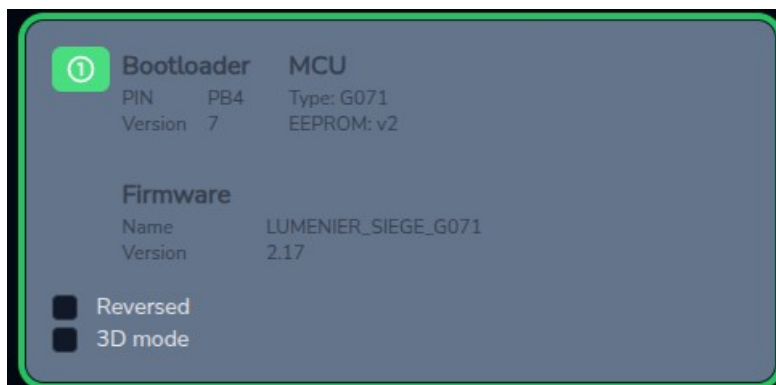 1 Bootloader MCU
PIN PB4 Type: G071
Version 7 EEPROM: v2
Firmware
Name LUMENIER_SIEGE_G071
Version 2.17
Reversed
3D mode